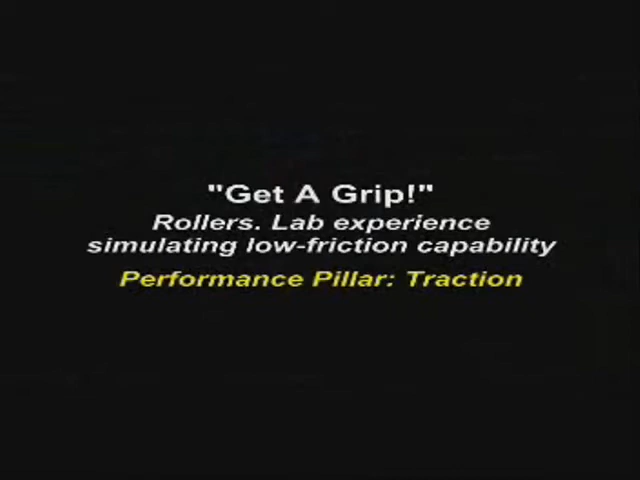 "Get A Grip!"
Rollers. Lab experience
simulating low-friction capability
Performance Pillar: Traction